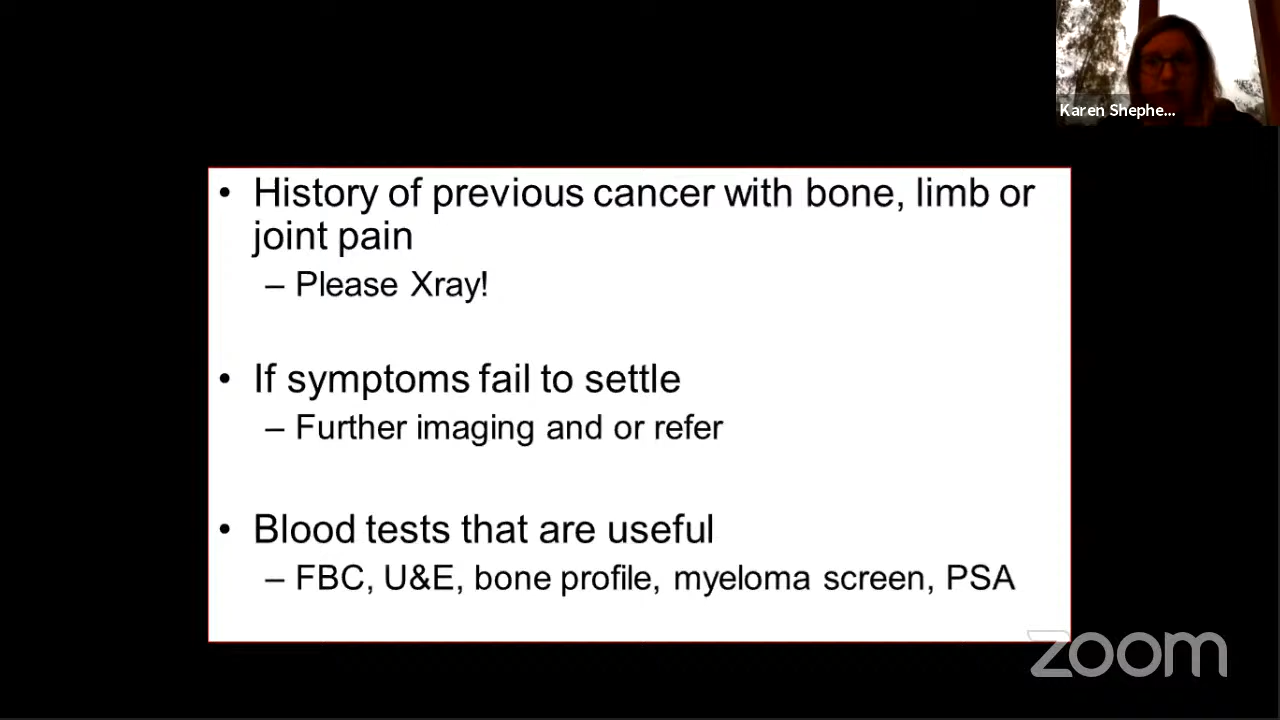 Karen Shephe...
• History of previous cancer with bone, limb or
joint pain
– Please Xray!
• If symptoms fail to settle
– Further imaging and or refer
• Blood tests that are useful
– FBC, U&E, bone profile, myeloma screen, PSA
zoom